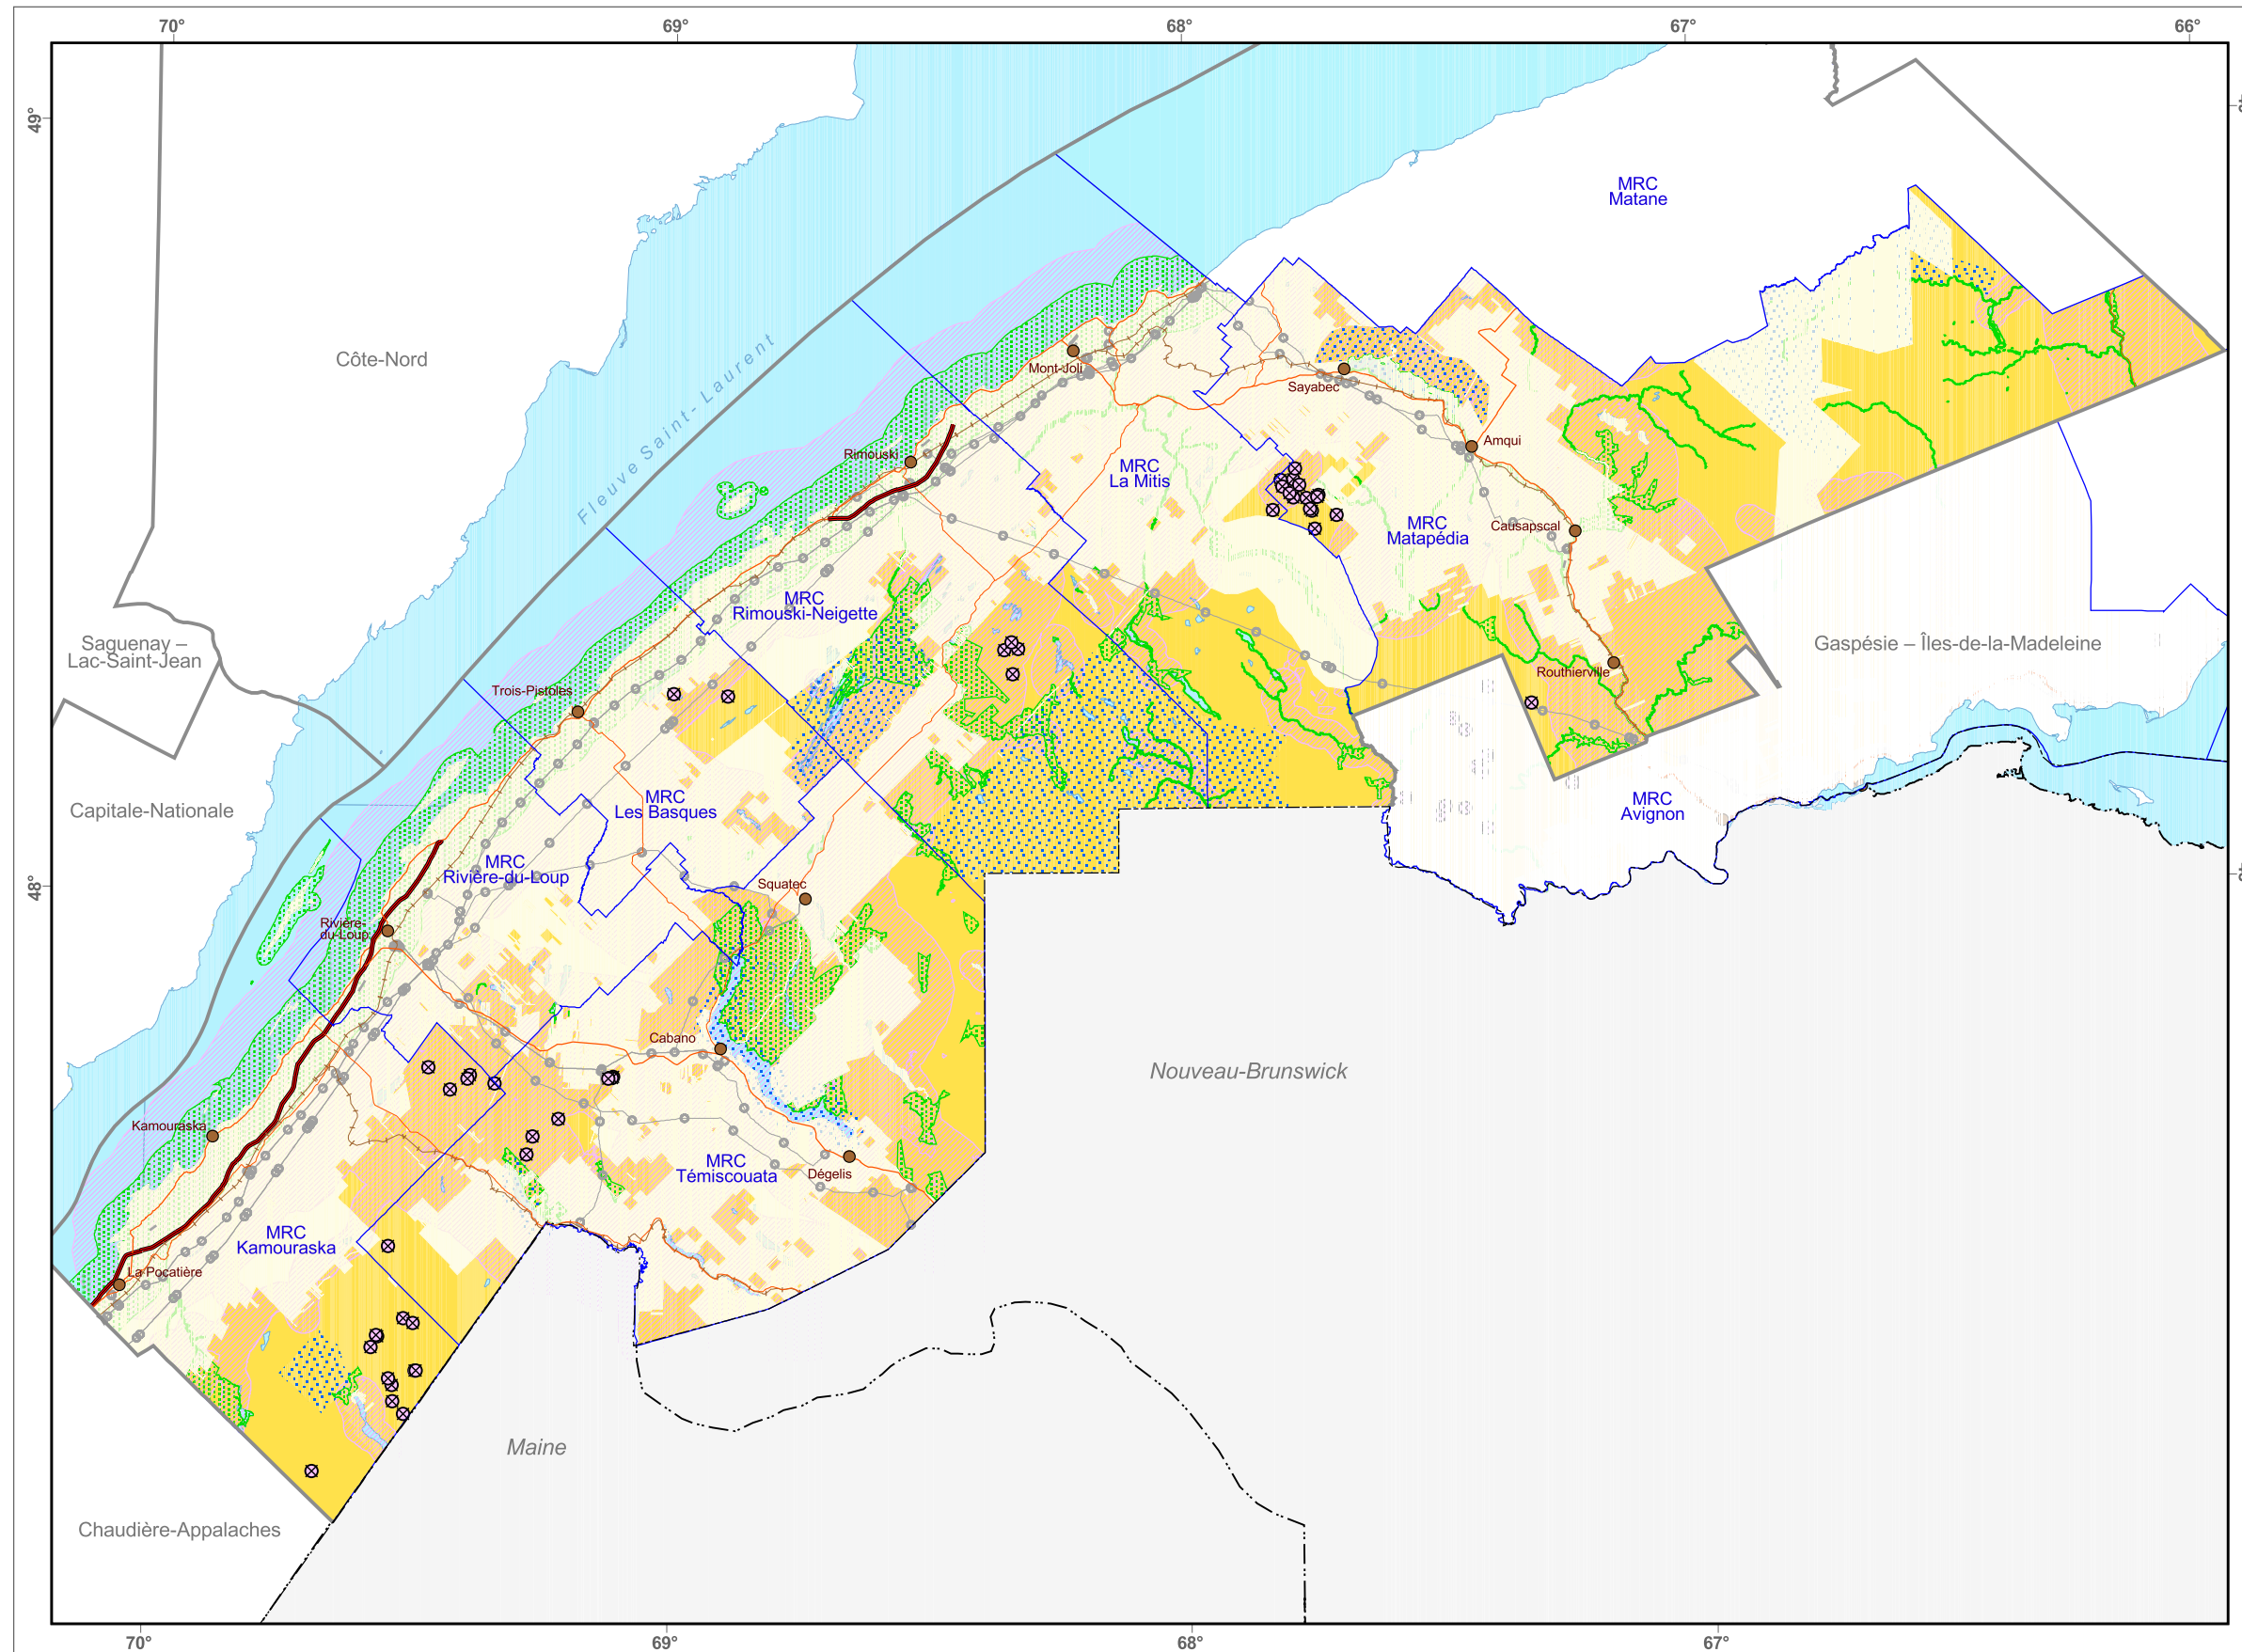 70°
69°
68°
67°
66°
49°
MRC
Matane
Côte-Nord
Fleuve Saint- Laurent
Mont-Joli
Sayabec
Amqui
Rimouski
MRC
La Mitis
MRC
Matapédia
Causapscal
MRC
Rimouski-Neigette
Saguenay –
Lac-Saint-Jean
Gaspésie – Îles-de-la-Madeleine
Routhierville
Trois-Pistoles
Capitale-Nationale
MRC
Les Basques
MRC
Avignon
MRC
Rivière-du-Loup
Squatec
48°
Rivière-
du-Loup
Cabano
Nouveau-Brunswick
Kamouraska
MRC
Témiscouata
Dégelis
MRC
Kamouraska
La Pocatière
Maine
Chaudière-Appalaches
70°
69°
68°
67°